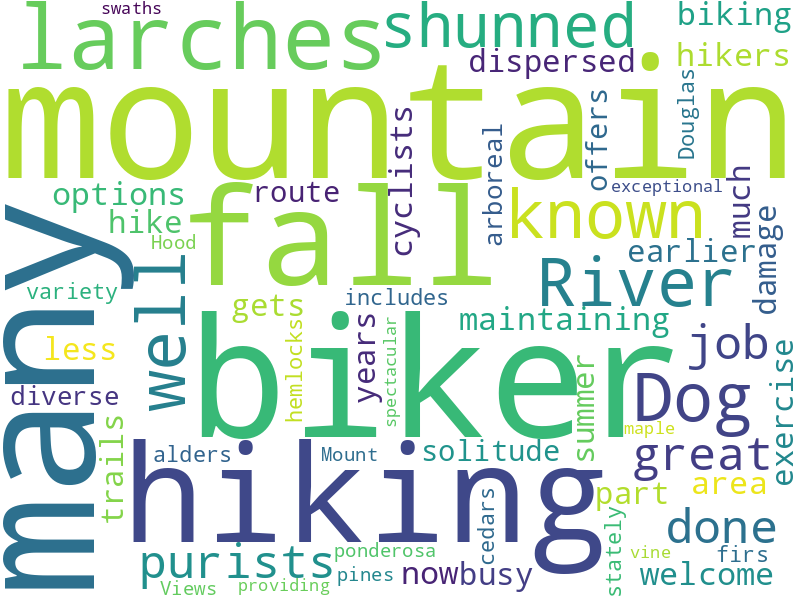 swaths
larches
shunned
biking
dispersed
hikers
mountain
Douglas
offers
cyclists
arboreal
exceptional
options
route
fall
known
much
hike
Hood
earlier
damage
many
well
River
variety
includes
gets
maintaining
years
hemlocks
spectacular
biker
job
less
exercise
diverse
Dog
summer
trails
maple
alders
Mount
solitude
great
hiking
area
part
cedars
stately
done
purists
ponderosa
vine
firs
pines
now
busy
welcome
Views
providing